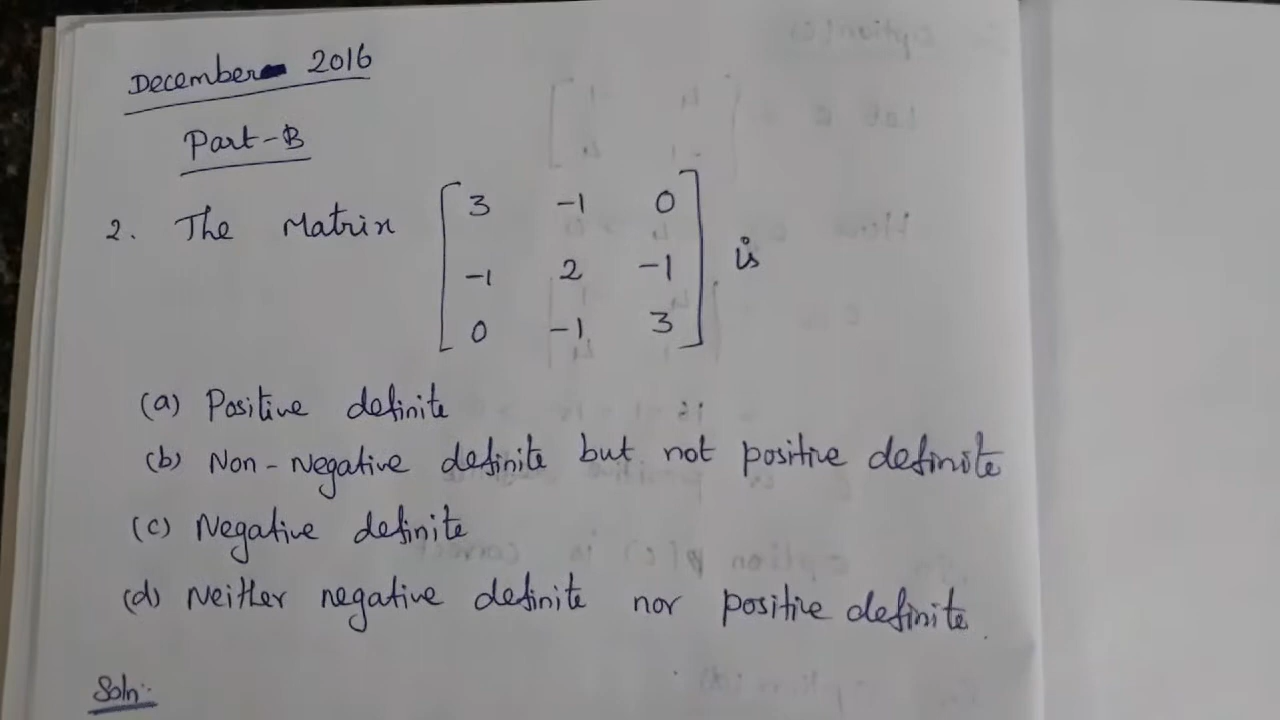 December 2016
Part-B
2. The Matrix [ 3 -1 0
-1 2 -1 is
0 -1 3 ]
(a) Positive definite
(b) Non-Negative definite but not positive definite
(c) Negative definite
(d) Neither negative definite nor positive definite.
Soln:-